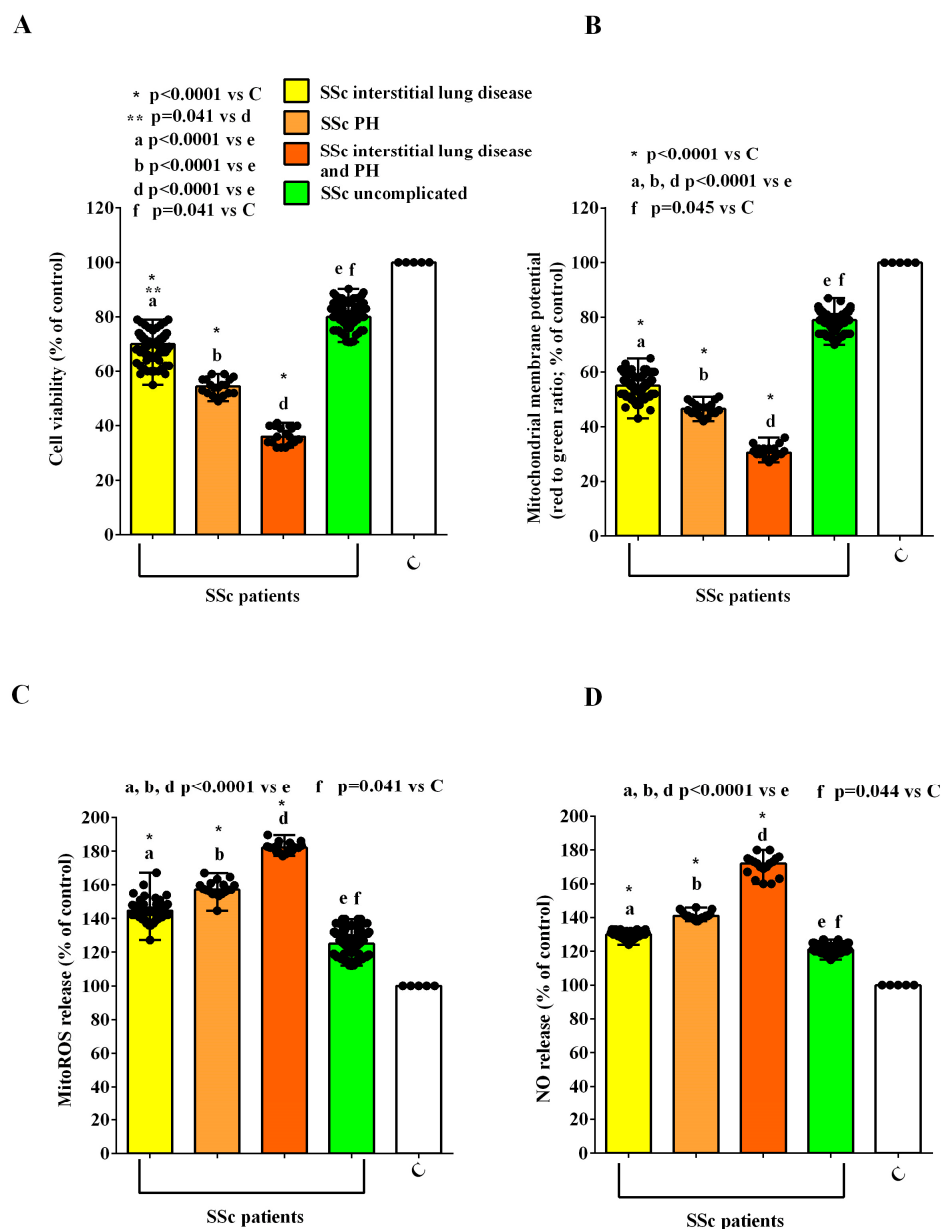 A
* p<0.0001 vs C
** p=0.041 vs d
a p<0.0001 vs e
b p<0.0001 vs e
d p<0.0001 vs e
f p=0.041 vs C
SSc interstitial lung disease
SSc PH
SSc interstitial lung disease
and PH
SSc uncomplicated
Cell viability (% of control)
120
100
80
60
40
20
0
*
**
a
*
b
*
d
e f
C
SSc patients
B
* p<0.0001 vs C
a, b, d p<0.0001 vs e
f p=0.045 vs C
Mitochondrial membrane potential
(red to green ratio; % of control)
120
100
80
60
40
20
0
*
a
*
b
*
d
e f
C
SSc patients
C
a, b, d p<0.0001 vs e f p=0.041 vs C
MitoROS release (% of control)
200
180
160
140
120
100
80
60
40
20
0
*
a
*
b
*
d
e f
C
SSc patients
D
a, b, d p<0.0001 vs e f p=0.044 vs C
NO release (% of control)
200
180
160
140
120
100
80
60
40
20
0
*
a
*
b
*
d
e f
C
SSc patients